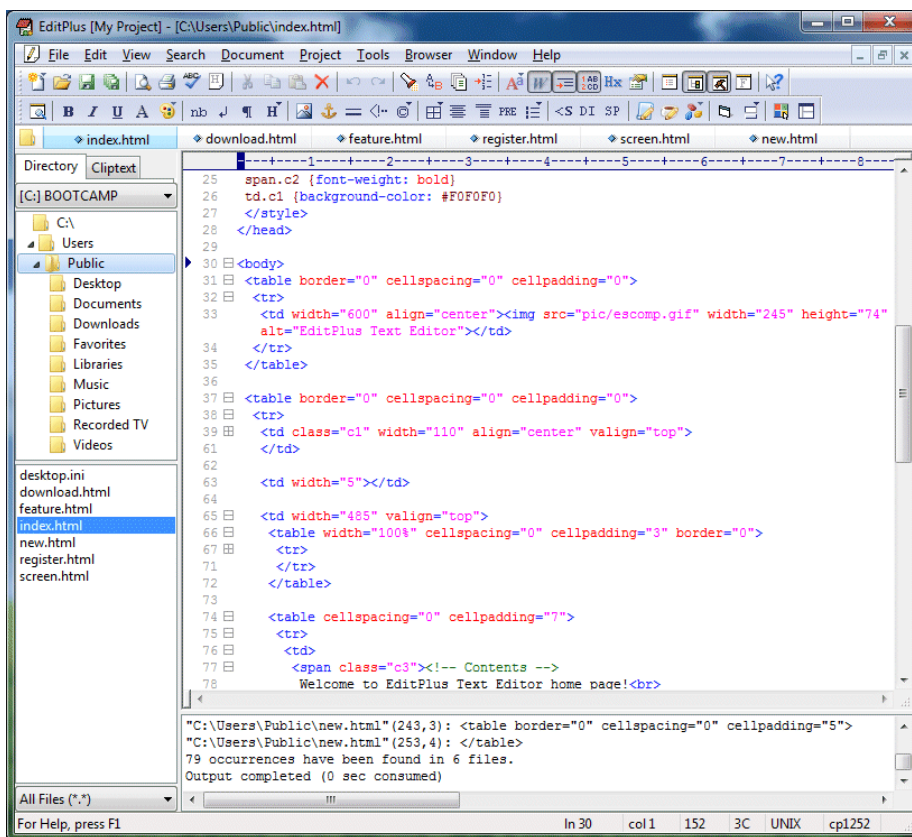 EditPlus [My Project] - [C:\Users\Public\index.html]
File Edit View Search Document Project Tools Browser Window Help
B I U A nb ¶ H PRE <S DI SP
index.html download.html feature.html register.html screen.html new.html
Directory Cliptext
[C:] BOOTCAMP
C:\
Users
Public
Desktop
Documents
Downloads
Favorites
Libraries
Music
Pictures
Recorded TV
Videos
desktop.ini
download.html
feature.html
index.html
new.html
register.html
screen.html
All Files (*.*)
----+----1----+----2----+----3----+----4----+----5----+----6----+----7----+----8----
25 span.c2 {font-weight: bold}
26 td.c1 {background-color: #F0F0F0}
27 </style>
28 </head>
29
30 <body>
31 <table border="0" cellspacing="0" cellpadding="0">
32 <tr>
33 <td width="600" align="center"><img src="pic/escomp.gif" width="245" height="74"
alt="EditPlus Text Editor"></td>
34 </tr>
35 </table>
36
37 <table border="0" cellspacing="0" cellpadding="0">
38 <tr>
39 <td class="c1" width="110" align="center" valign="top">
61 </td>
62
63 <td width="5"></td>
64
65 <td width="485" valign="top">
66 <table width="100%" cellspacing="0" cellpadding="3" border="0">
67 <tr>
71 </tr>
72 </table>
73
74 <table cellspacing="0" cellpadding="7">
75 <tr>
76 <td>
77 <span class="c3"><!-- Contents -->
78 Welcome to EditPlus Text Editor home page!<br>
"C:\Users\Public\new.html"(243,3): <table border="0" cellspacing="0" cellpadding="5">
"C:\Users\Public\new.html"(253,4): </table>
79 occurrences have been found in 6 files.
Output completed (0 sec consumed)
For Help, press F1 ln 30 col 1 152 3C UNIX cp1252